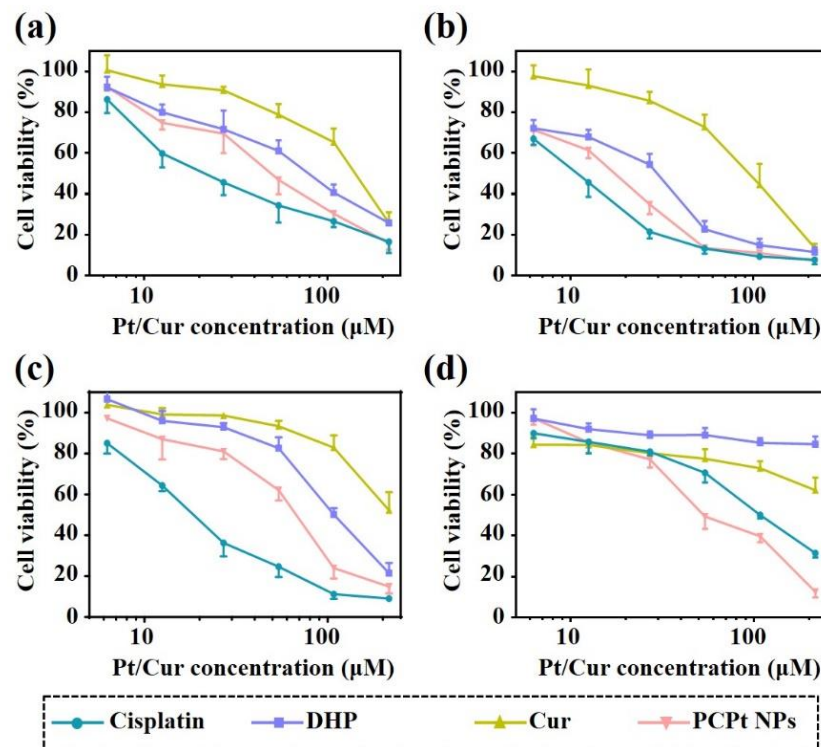 (a)
Cell viability (%)
100
80
60
40
20
0
10
100
Pt/Cur concentration (μM)
(b)
Cell viability (%)
100
80
60
40
20
0
10
100
Pt/Cur concentration (μM)
(c)
Cell viability (%)
100
80
60
40
20
0
10
100
Pt/Cur concentration (μM)
(d)
Cell viability (%)
100
80
60
40
20
0
10
100
Pt/Cur concentration (μM)
Cisplatin
DHP
Cur
PCPt NPs